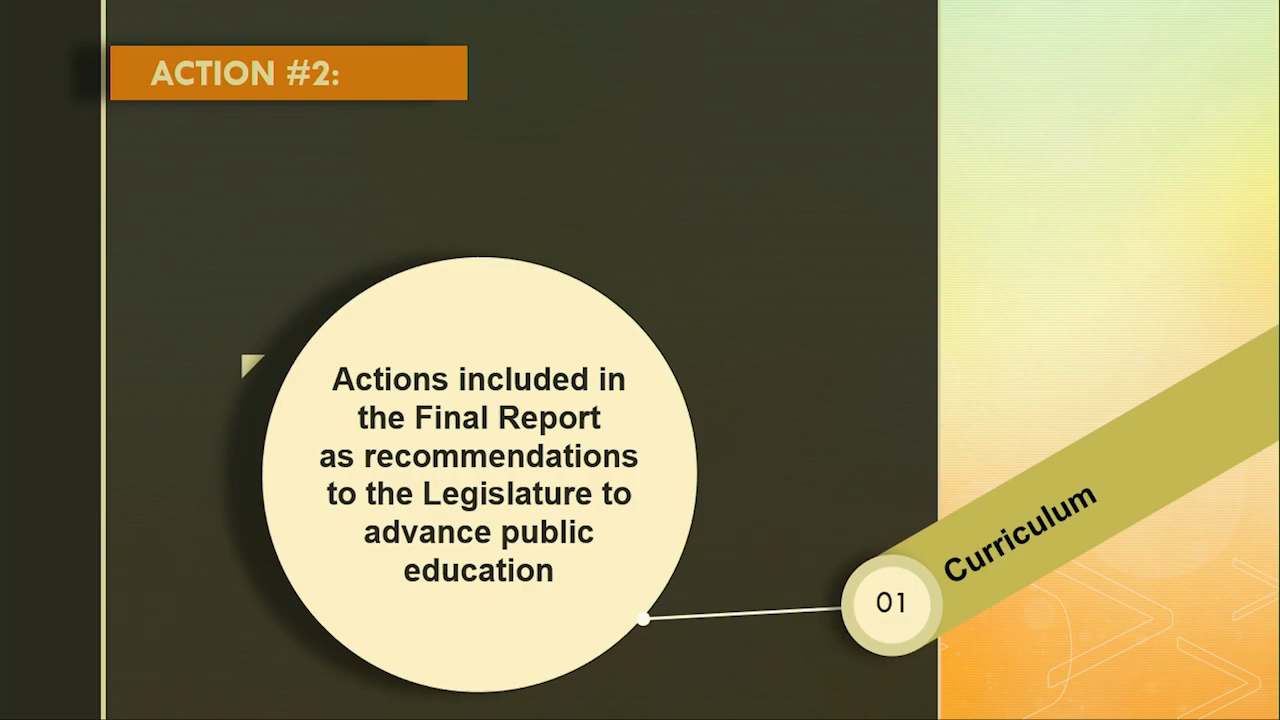 ACTION #2:
Actions included in
the Final Report
as recommendations
to the Legislature to
advance public
education
01
Curriculum